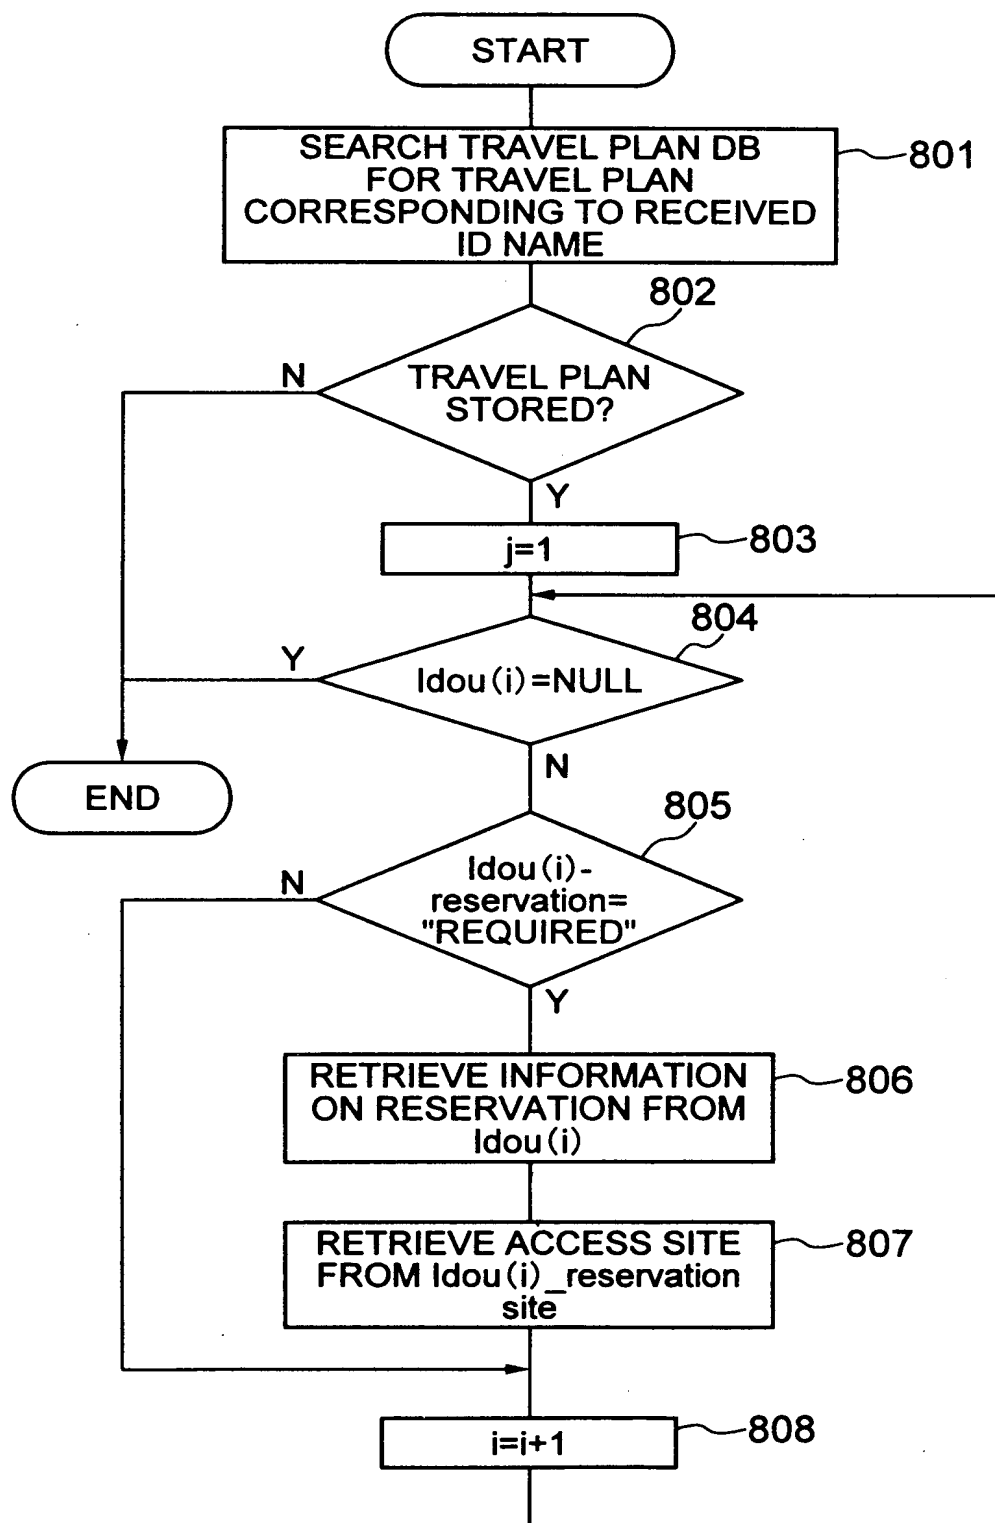 START
SEARCH TRAVEL PLAN DB
FOR TRAVEL PLAN
CORRESPONDING TO RECEIVED
ID NAME
801
802
TRAVEL PLAN
STORED?
N
Y
j=1
803
804
Idou(i)=NULL
Y
N
END
805
Idou(i)-
reservation=
"REQUIRED"
N
Y
RETRIEVE INFORMATION
ON RESERVATION FROM
Idou(i)
806
RETRIEVE ACCESS SITE
FROM Idou(i)_reservation
site
807
i=i+1
808